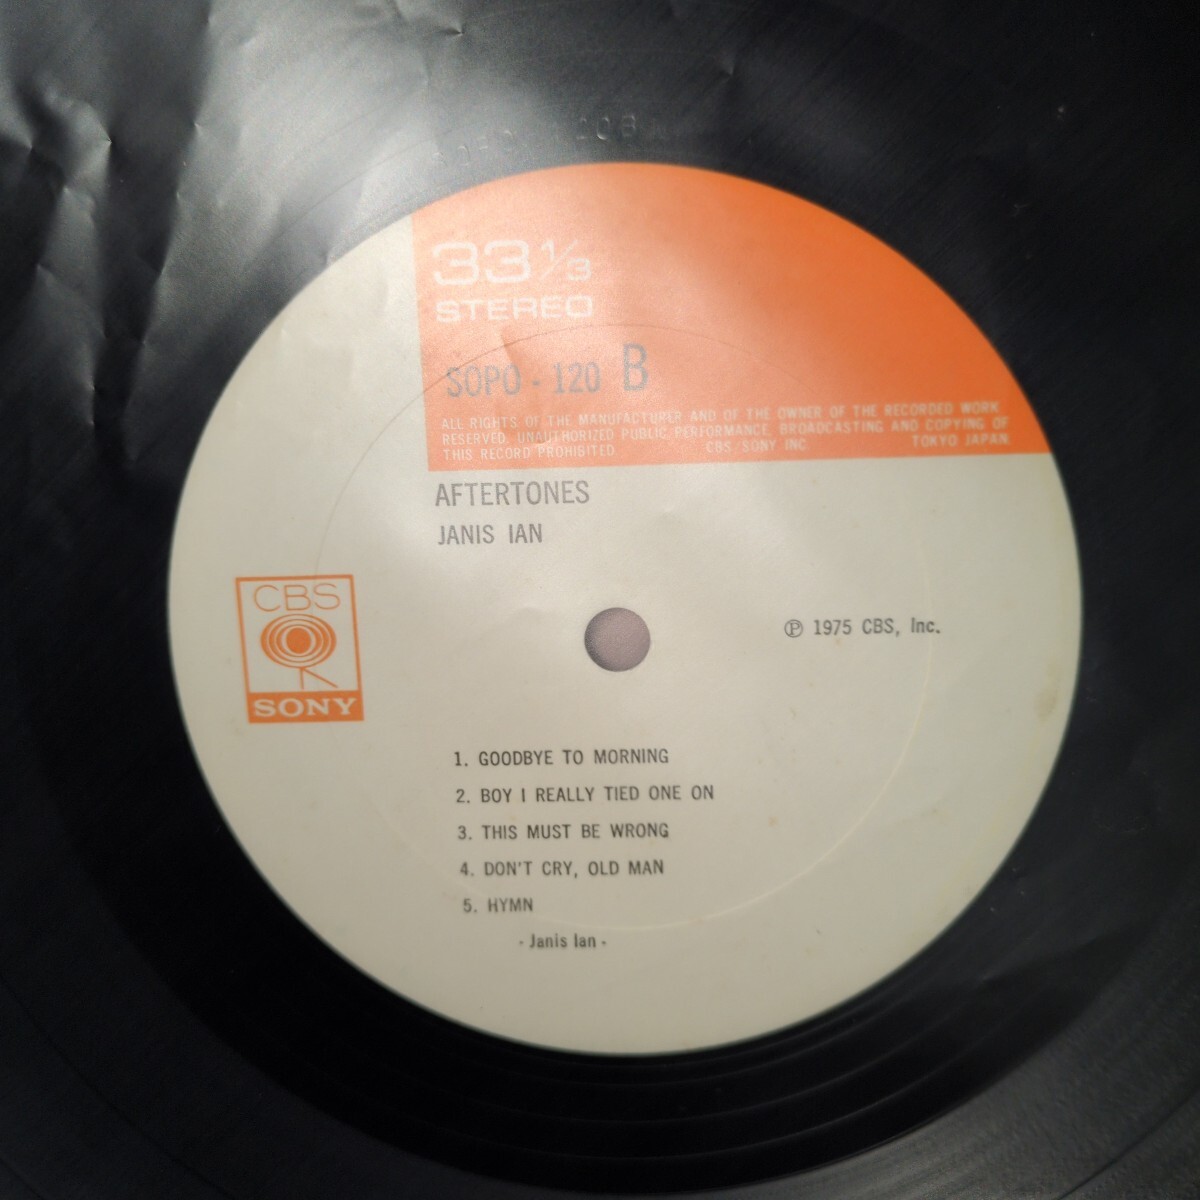 33 1/3
STEREO
SOPO - 120 B
ALL RIGHTS OF THE MANUFACTURER AND OF THE OWNER OF THE RECORDED WORK
RESERVED. UNAUTHORIZED PUBLIC PERFORMANCE, BROADCASTING AND COPYING OF
THIS RECORD PROHIBITED. CBS/SONY INC. TOKYO JAPAN
AFTERTONES
JANIS IAN
CBS
SONY
℗ 1975 CBS, Inc.
1. GOODBYE TO MORNING
2. BOY I REALLY TIED ONE ON
3. THIS MUST BE WRONG
4. DON'T CRY, OLD MAN
5. HYMN
- Janis Ian -